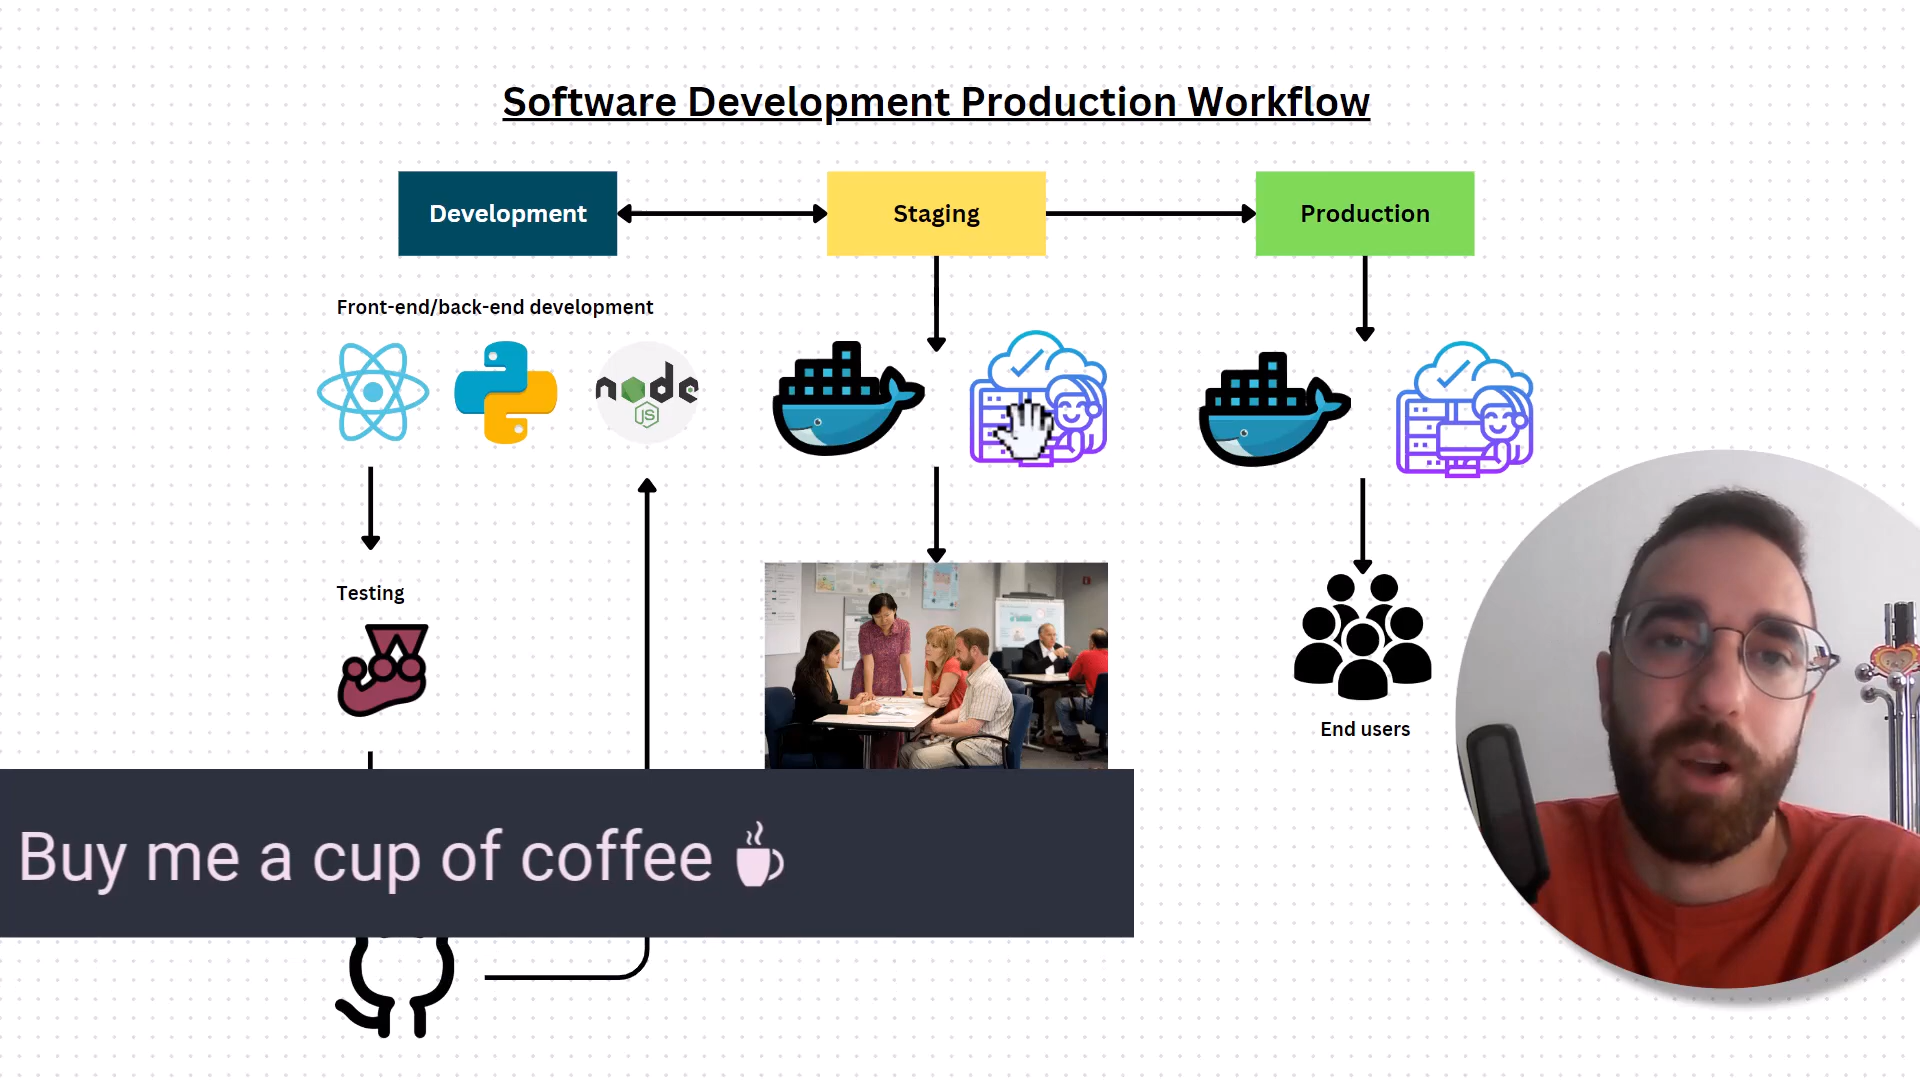 Software Development Production Workflow
Development
Staging
Production
Front-end/back-end development
node
JS
Testing
End users
Buy me a cup of coffee